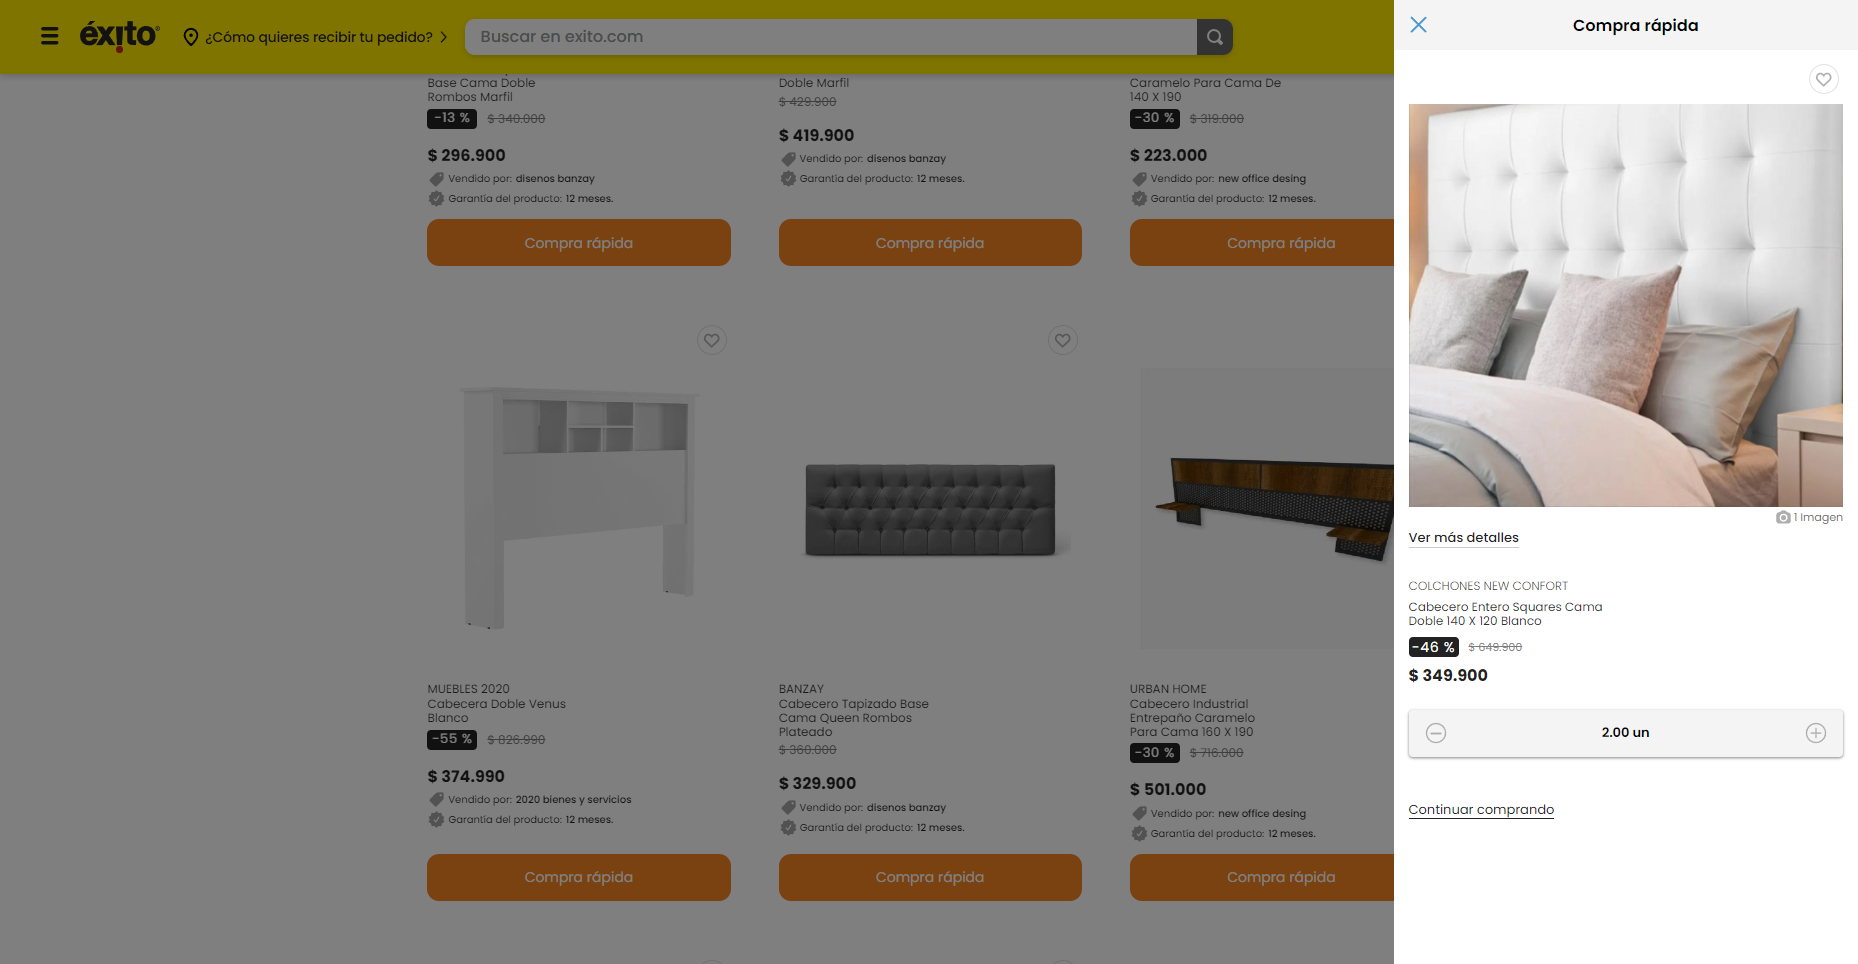 éxito
¿Cómo quieres recibir tu pedido?
Buscar en exito.com
Base Cama Doble
Rombos Marfil
-13 % $ 340.000
$ 296.900
Vendido por: disenos banzay
Garantía del producto: 12 meses.
Compra rápida
Doble Marfil
$ 429.900
$ 419.900
Vendido por: disenos banzay
Garantía del producto: 12 meses.
Compra rápida
Caramelo Para Cama De
140 X 190
-30 % $ 319.000
$ 223.000
Vendido por: new office desing
Garantía del producto: 12 meses.
Compra rápida
MUEBLES 2020
Cabecera Doble Venus
Blanco
-55 % $ 826.990
$ 374.990
Vendido por: 2020 bienes y servicios
Garantía del producto: 12 meses.
Compra rápida
BANZAY
Cabecero Tapizado Base
Cama Queen Rombos
Plateado
$ 360.000
$ 329.900
Vendido por: disenos banzay
Garantía del producto: 12 meses.
Compra rápida
URBAN HOME
Cabecero Industrial
Entrepaño Caramelo
Para Cama 160 X 190
-30 % $ 716.000
$ 501.000
Vendido por: new office desing
Garantía del producto: 12 meses.
Compra rápida
Compra rápida
1 Imagen
Ver más detalles
COLCHONES NEW CONFORT
Cabecero Entero Squares Cama
Doble 140 X 120 Blanco
-46 % $ 649.900
$ 349.900
2.00 un
Continuar comprando